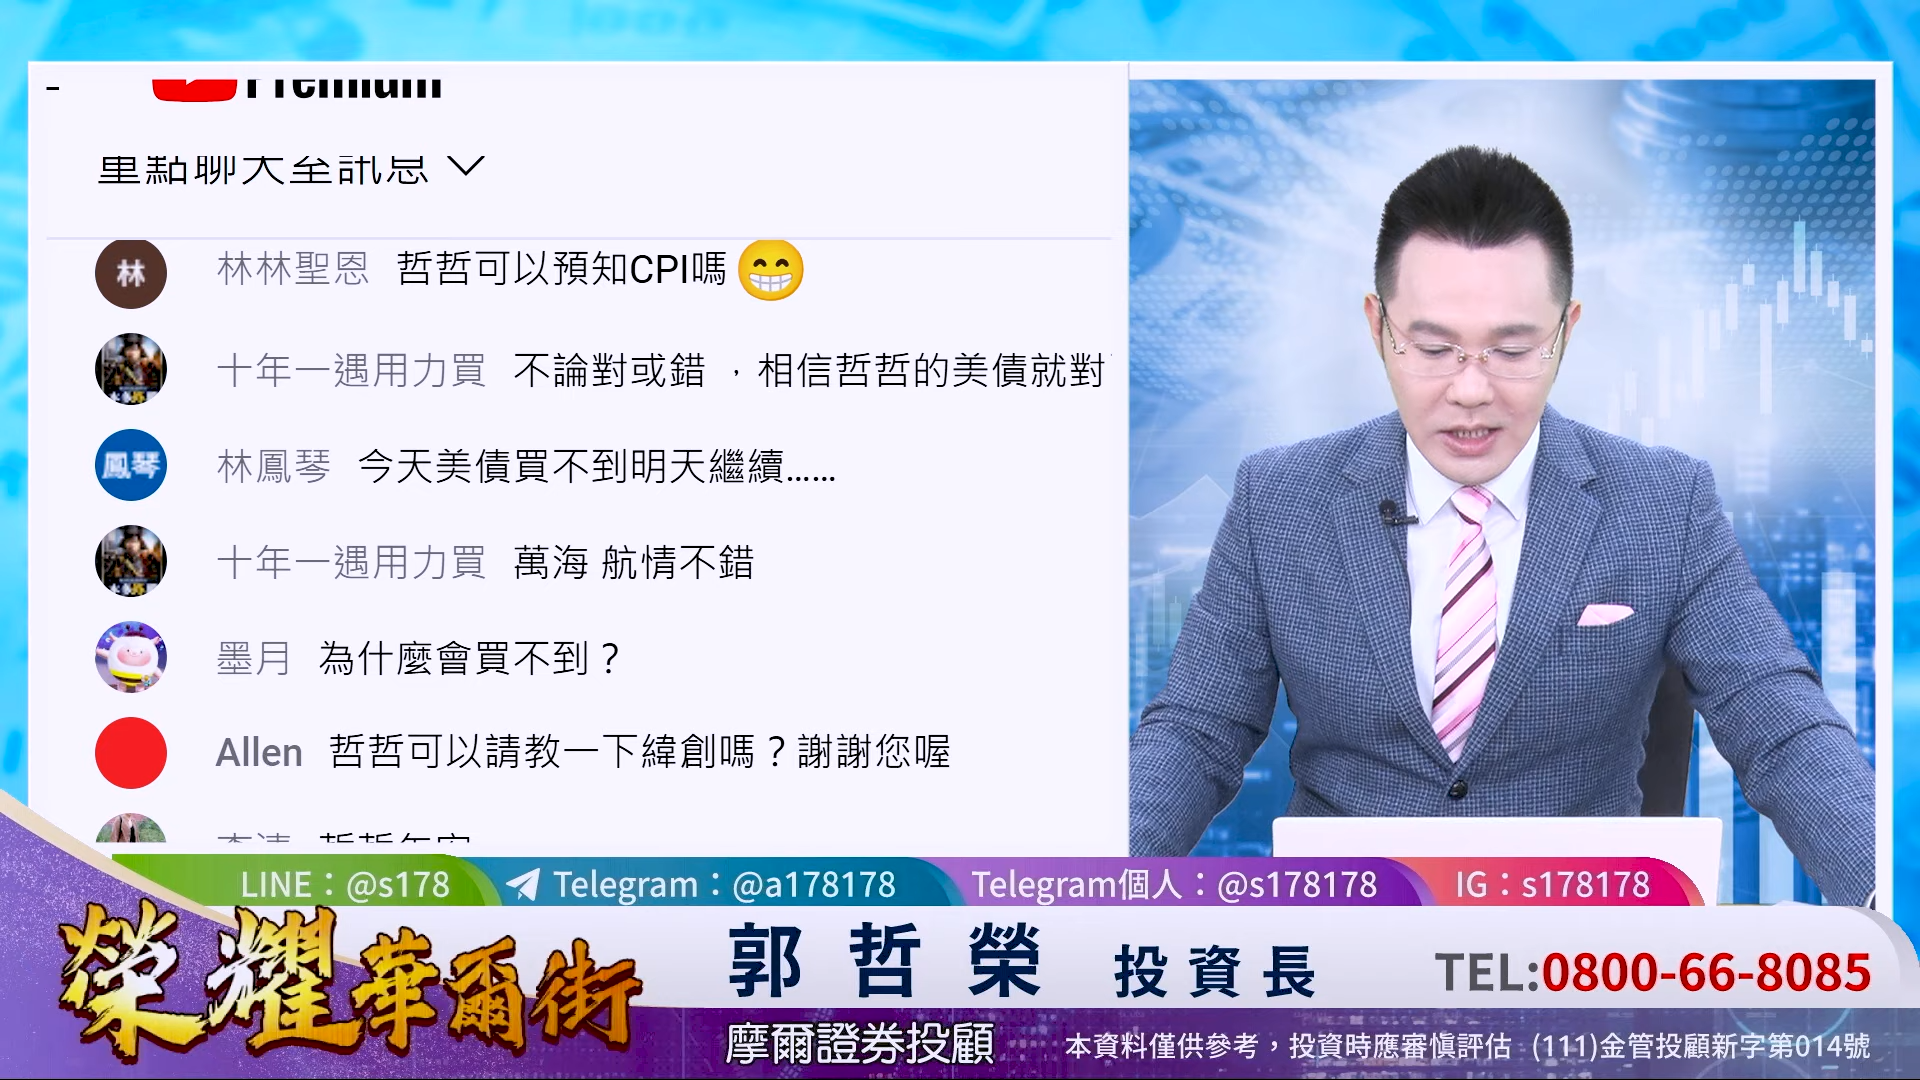 Premium
重點聊天室訊息
林 林林聖恩 哲哲可以預知CPI嗎
十年一遇用力買 不論對或錯 ，相信哲哲的美債就對
鳳琴 林鳳琴 今天美債買不到明天繼續......
十年一遇用力買 萬海 航情不錯
墨月 為什麼會買不到？
Allen 哲哲可以請教一下緯創嗎？謝謝您喔
哲哲午安
LINE：@s178 Telegram：@a178178 Telegram個人：@s178178 IG：s178178
榮耀華爾街
郭哲榮 投資長 TEL:0800-66-8085
摩爾證券投顧 本資料僅供參考，投資時應審慎評估 (111)金管投顧新字第014號